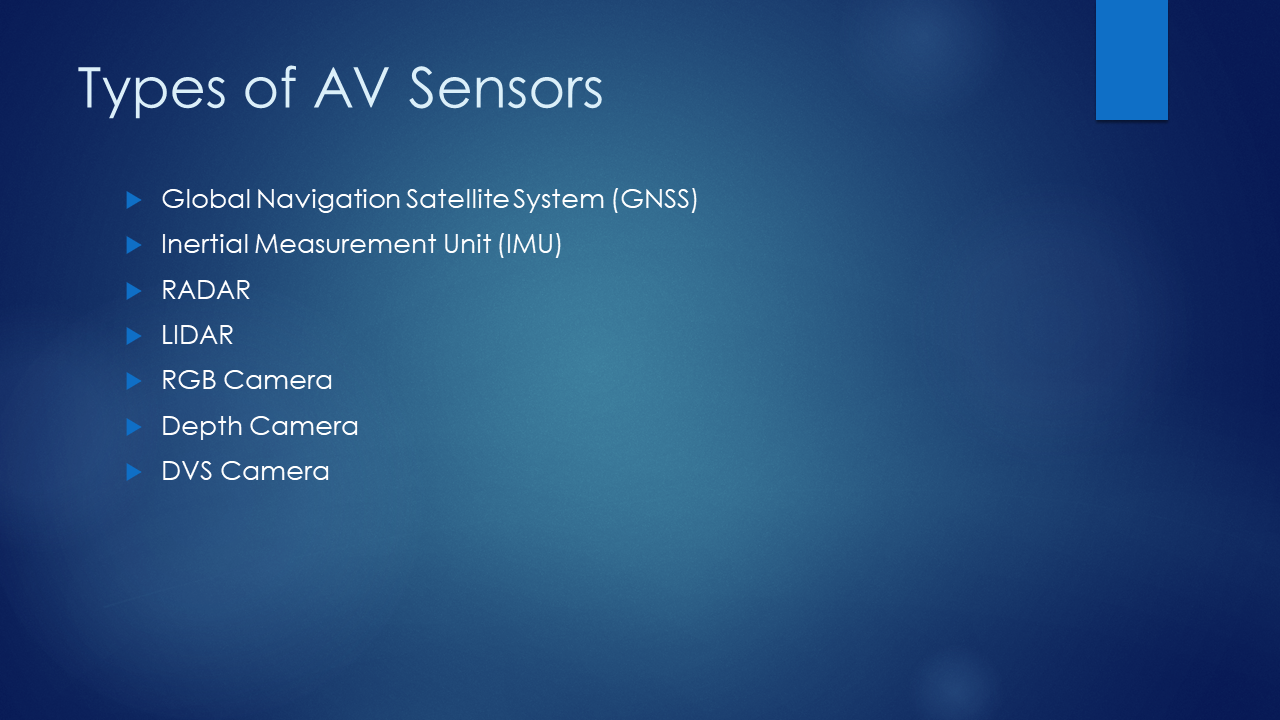 Types of AV Sensors
Global Navigation Satellite System (GNSS)
Inertial Measurement Unit (IMU)
RADAR
LIDAR
RGB Camera
Depth Camera
DVS Camera